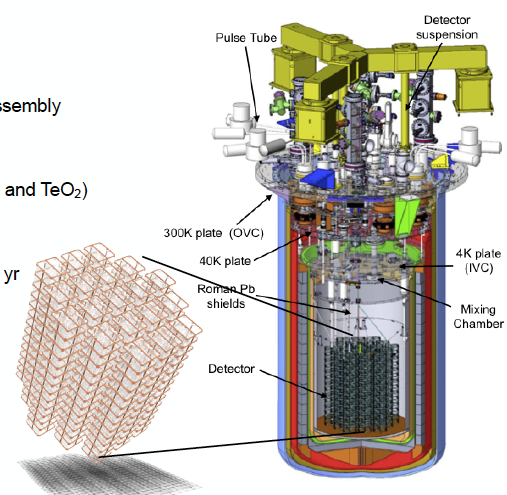 Detector
suspension
Pulse Tube
ssembly
and TeO₂)
300K plate (OVC)
4K plate
(IVC)
40K plate
yr
Roman Pb
shields
Mixing
Chamber
Detector